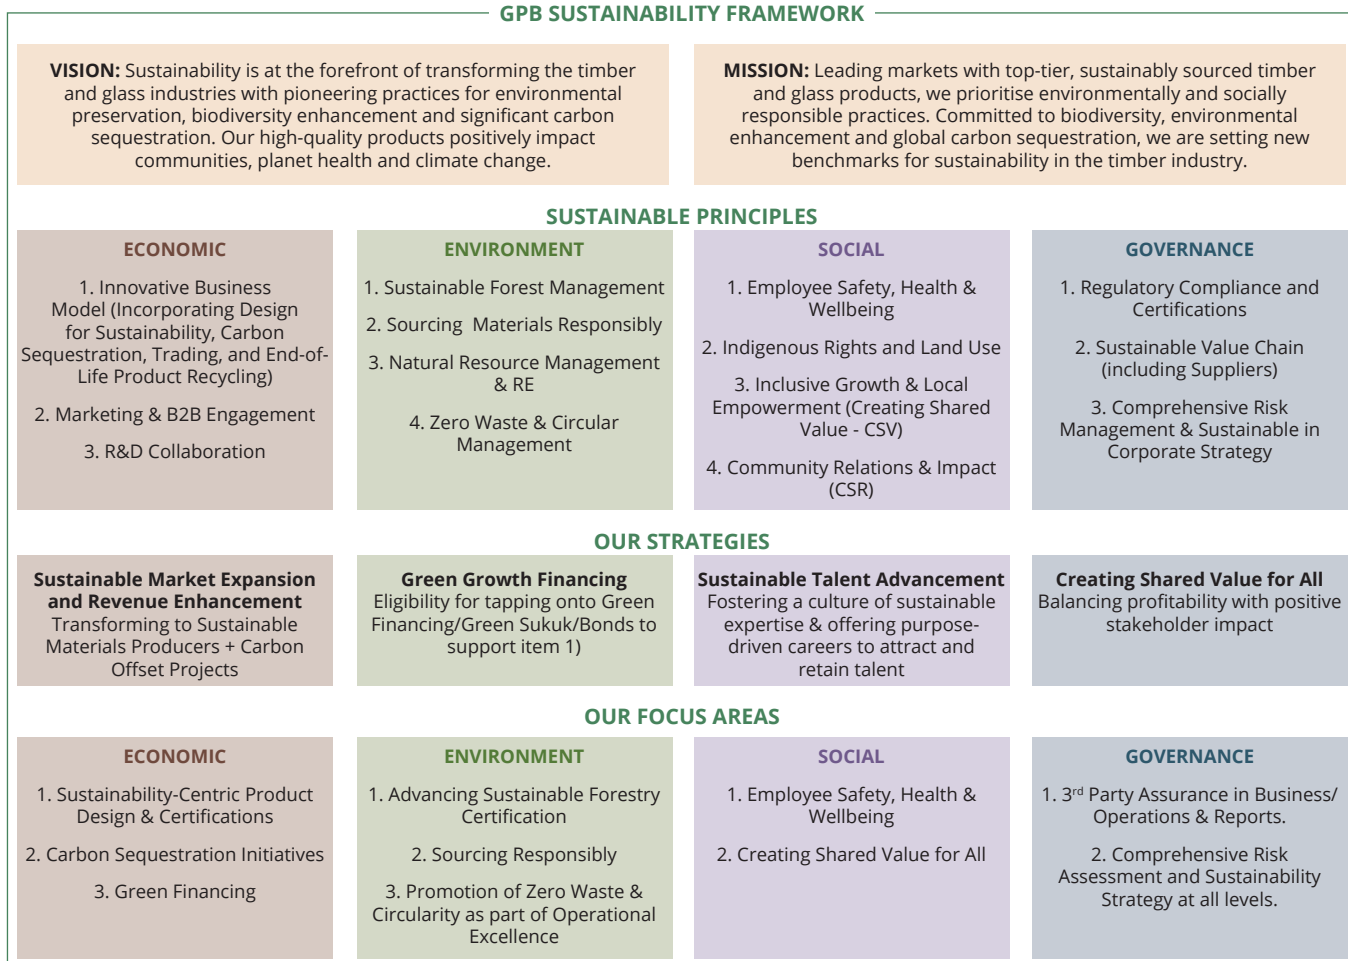 GPB SUSTAINABILITY FRAMEWORK
VISION: Sustainability is at the forefront of transforming the timber
and glass industries with pioneering practices for environmental
preservation, biodiversity enhancement and significant carbon
sequestration. Our high-quality products positively impact
communities, planet health and climate change.
MISSION: Leading markets with top-tier, sustainably sourced timber
and glass products, we prioritise environmentally and socially
responsible practices. Committed to biodiversity, environmental
enhancement and global carbon sequestration, we are setting new
benchmarks for sustainability in the timber industry.
SUSTAINABLE PRINCIPLES
ECONOMIC
1. Innovative Business
Model (Incorporating Design
for Sustainability, Carbon
Sequestration, Trading, and End-of-
Life Product Recycling)
2. Marketing & B2B Engagement
3. R&D Collaboration
ENVIRONMENT
1. Sustainable Forest Management
2. Sourcing Materials Responsibly
3. Natural Resource Management
& RE
4. Zero Waste & Circular
Management
SOCIAL
1. Employee Safety, Health &
Wellbeing
2. Indigenous Rights and Land Use
3. Inclusive Growth & Local
Empowerment (Creating Shared
Value - CSV)
4. Community Relations & Impact
(CSR)
GOVERNANCE
1. Regulatory Compliance and
Certifications
2. Sustainable Value Chain
(including Suppliers)
3. Comprehensive Risk
Management & Sustainable in
Corporate Strategy
OUR STRATEGIES
Sustainable Market Expansion
and Revenue Enhancement
Transforming to Sustainable
Materials Producers + Carbon
Offset Projects
Green Growth Financing
Eligibility for tapping onto Green
Financing/Green Sukuk/Bonds to
support item 1)
Sustainable Talent Advancement
Fostering a culture of sustainable
expertise & offering purpose-
driven careers to attract and
retain talent
Creating Shared Value for All
Balancing profitability with positive
stakeholder impact
OUR FOCUS AREAS
ECONOMIC
1. Sustainability-Centric Product
Design & Certifications
2. Carbon Sequestration Initiatives
3. Green Financing
ENVIRONMENT
1. Advancing Sustainable Forestry
Certification
2. Sourcing Responsibly
3. Promotion of Zero Waste &
Circularity as part of Operational
Excellence
SOCIAL
1. Employee Safety, Health &
Wellbeing
2. Creating Shared Value for All
GOVERNANCE
1. 3rd Party Assurance in Business/
Operations & Reports.
2. Comprehensive Risk
Assessment and Sustainability
Strategy at all levels.